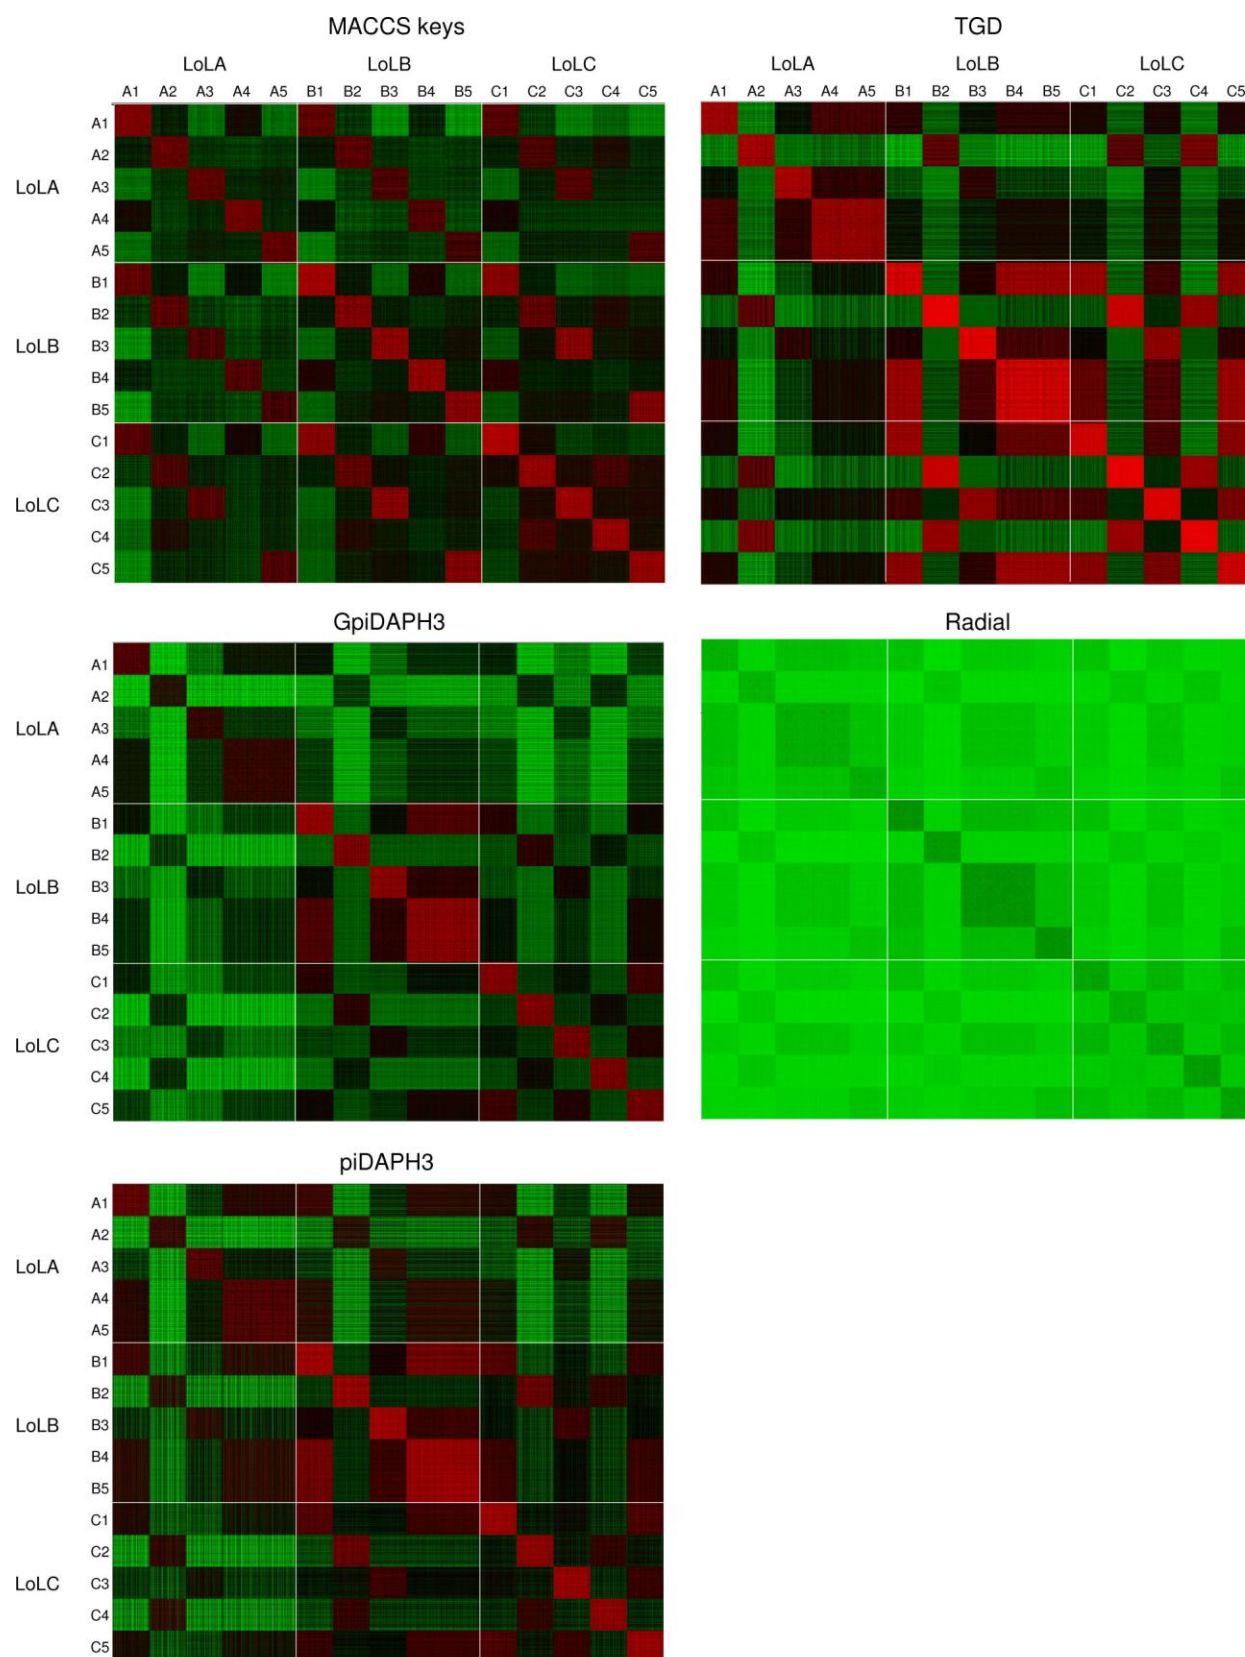 MACCS keys
TGD
LoLA LoLB LoLC
LoLA LoLB LoLC
A1 A2 A3 A4 A5 B1 B2 B3 B4 B5 C1 C2 C3 C4 C5
A1 A2 A3 A4 A5 B1 B2 B3 B4 B5 C1 C2 C3 C4 C5
A1
A2
LoLA A3
A4
A5
B1
B2
LoLB B3
B4
B5
C1
C2
LoLC C3
C4
C5
GpiDAPH3
Radial
A1
A2
LoLA A3
A4
A5
B1
B2
LoLB B3
B4
B5
C1
C2
LoLC C3
C4
C5
piDAPH3
A1
A2
LoLA A3
A4
A5
B1
B2
LoLB B3
B4
B5
C1
C2
LoLC C3
C4
C5